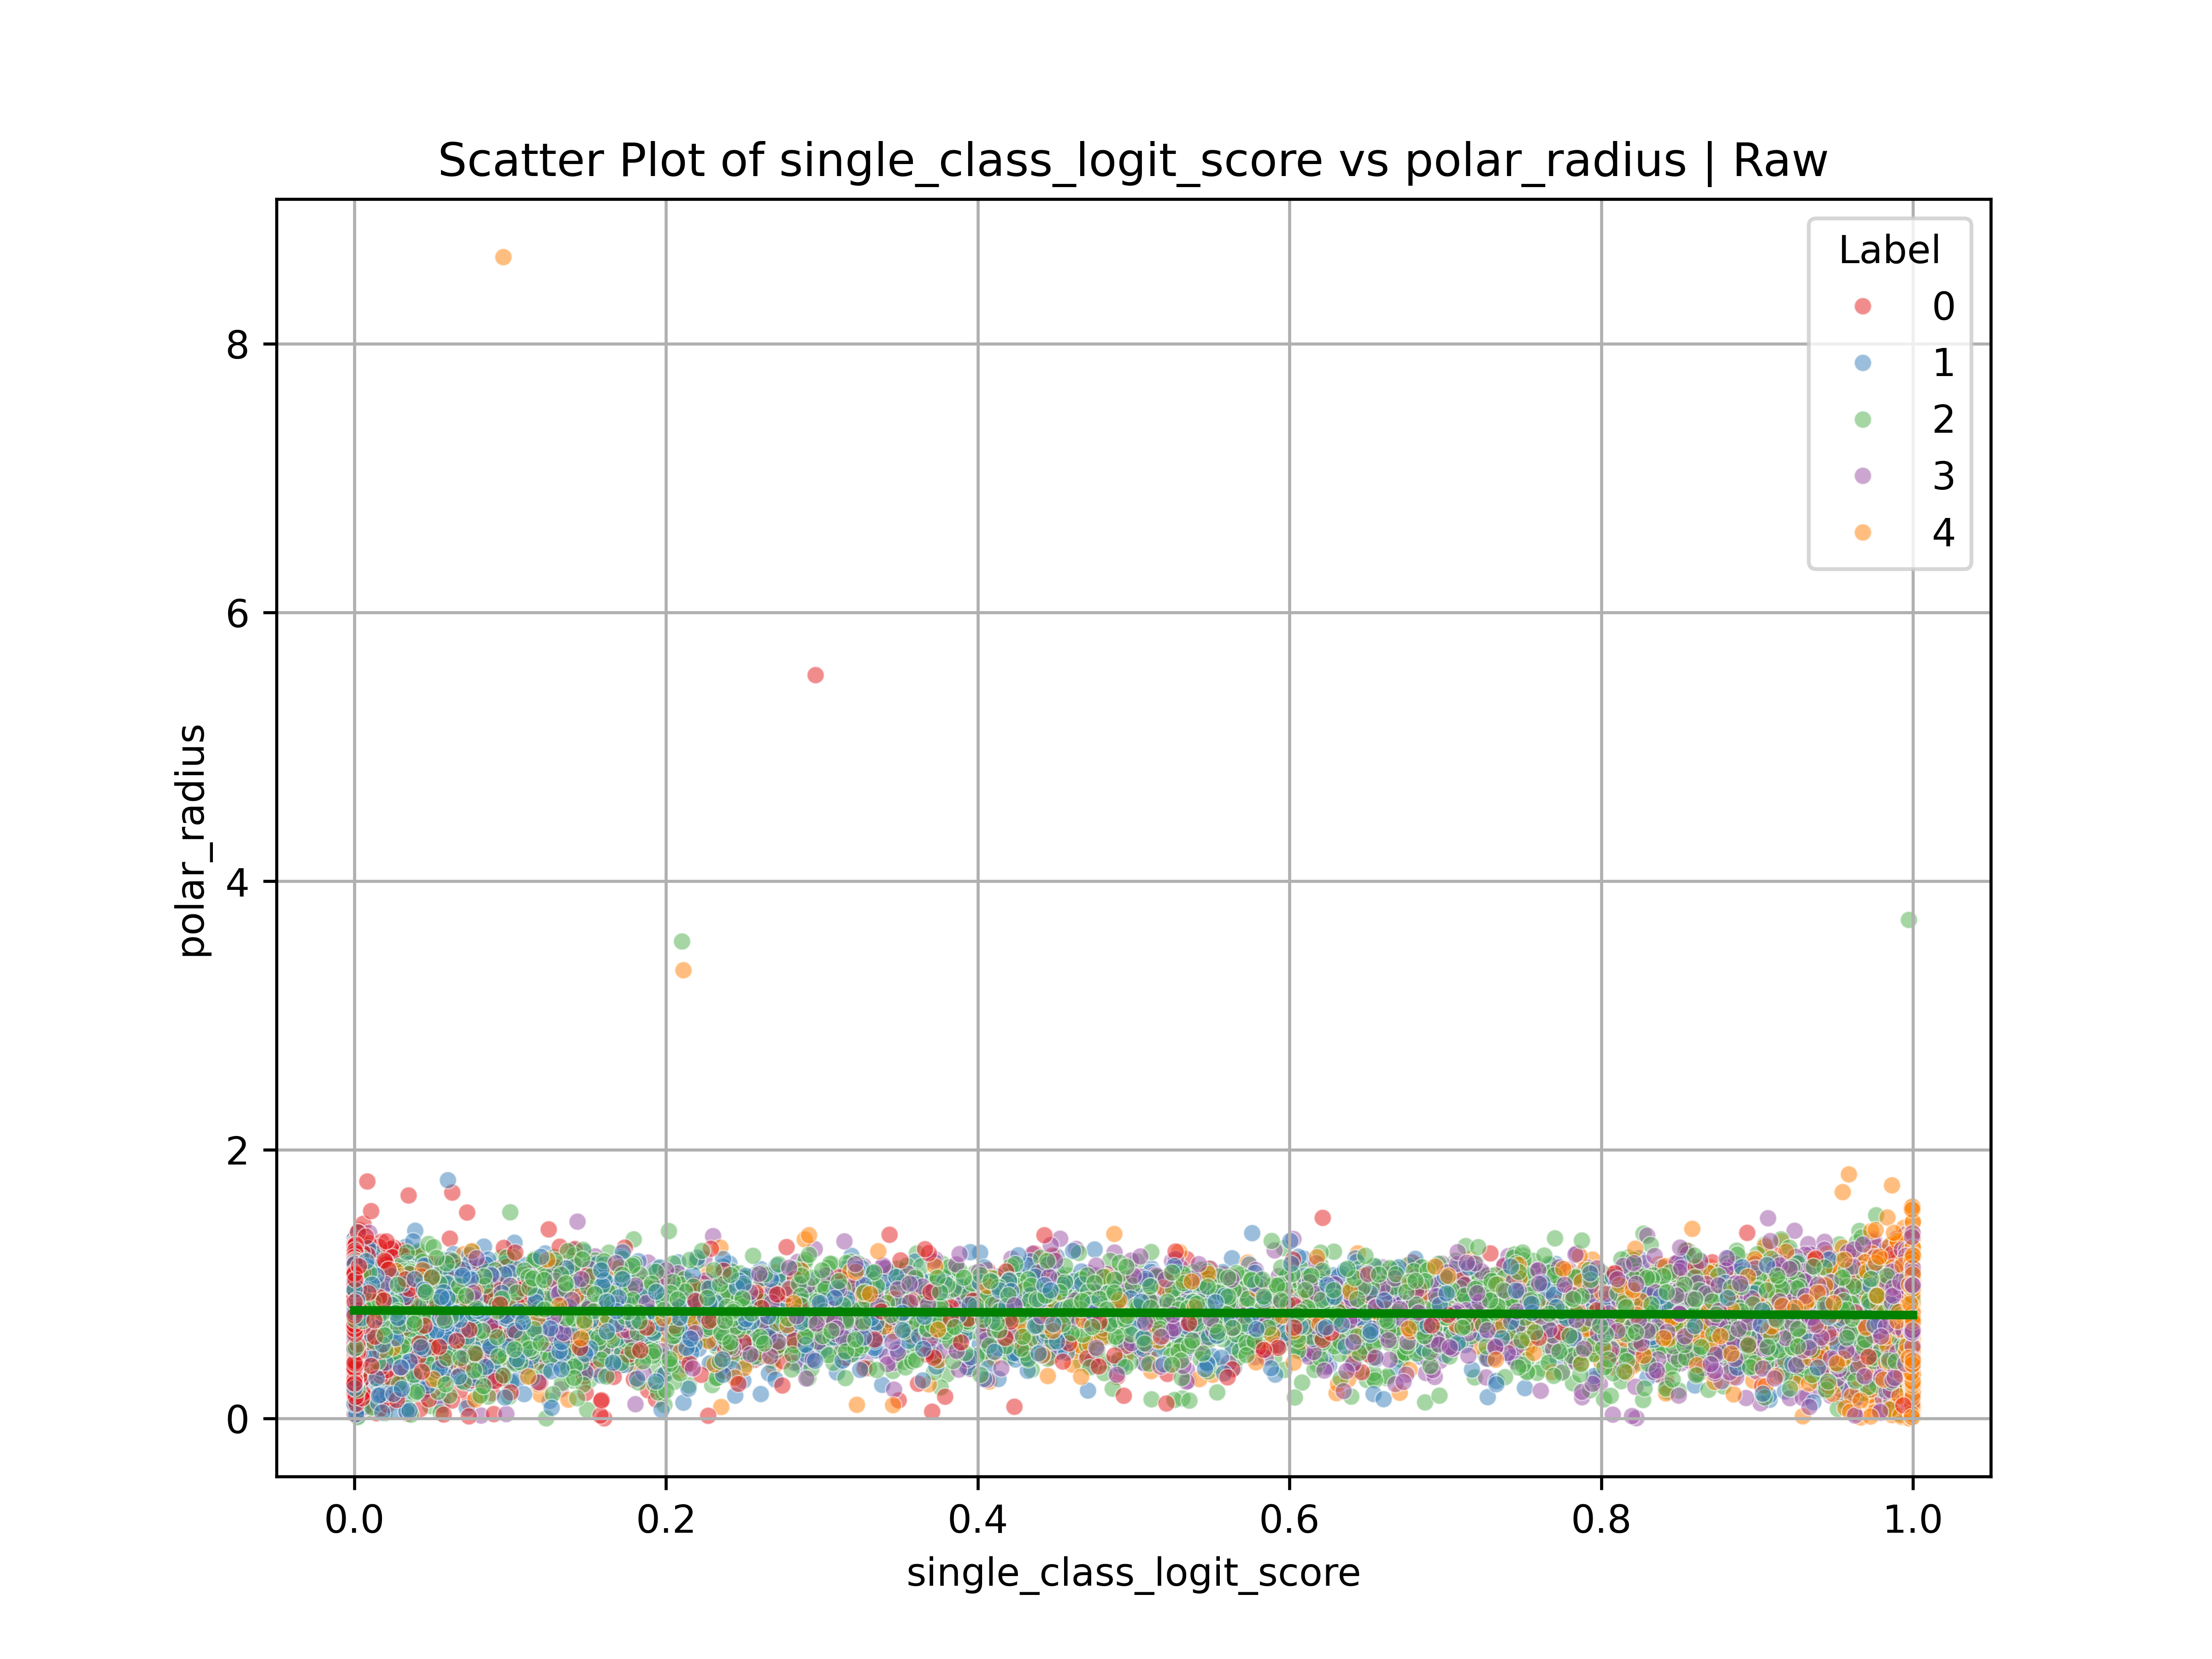 Scatter Plot of single_class_logit_score vs polar_radius | Raw
Label
0
1
2
3
4
8
6
4
2
0
polar_radius
0.0 0.2 0.4 0.6 0.8 1.0
single_class_logit_score